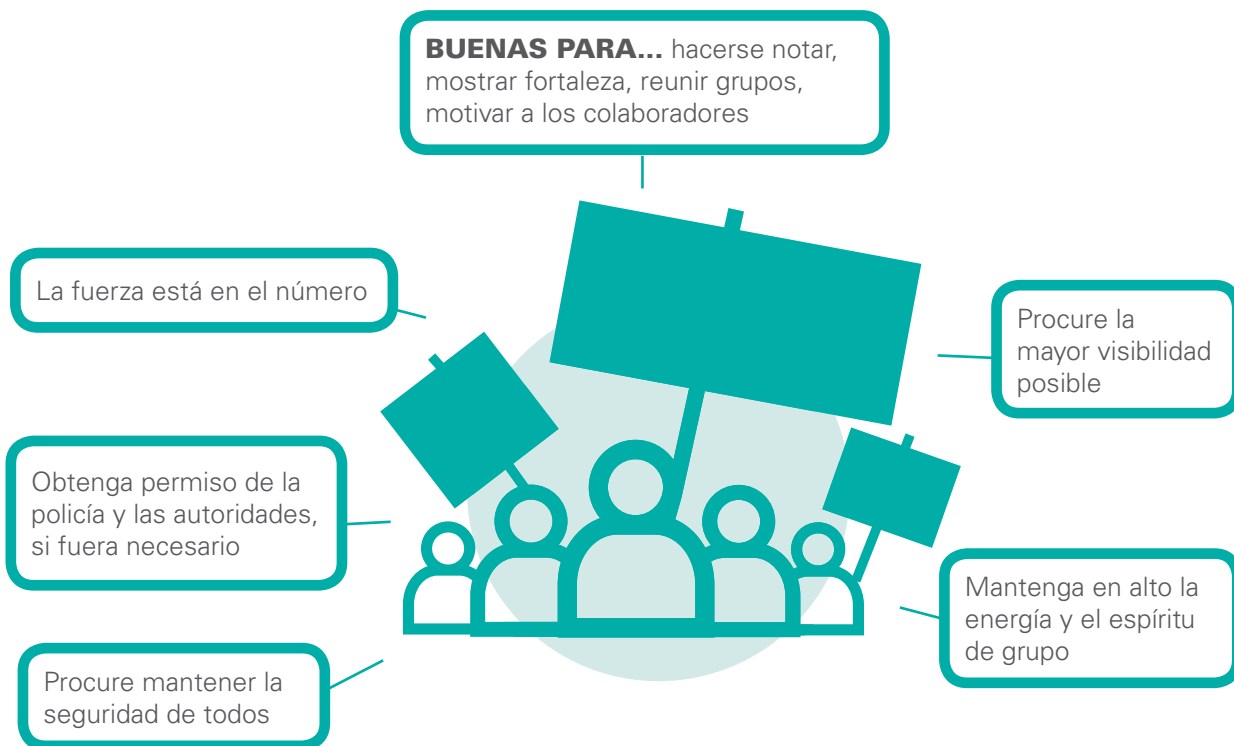 BUENAS PARA... hacerse notar,
mostrar fortaleza, reunir grupos,
motivar a los colaboradores
La fuerza está en el número
Procure la
mayor visibilidad
posible
Obtenga permiso de la
policía y las autoridades,
si fuera necesario
Mantenga en alto la
energía y el espíritu
de grupo
Procure mantener la
seguridad de todos